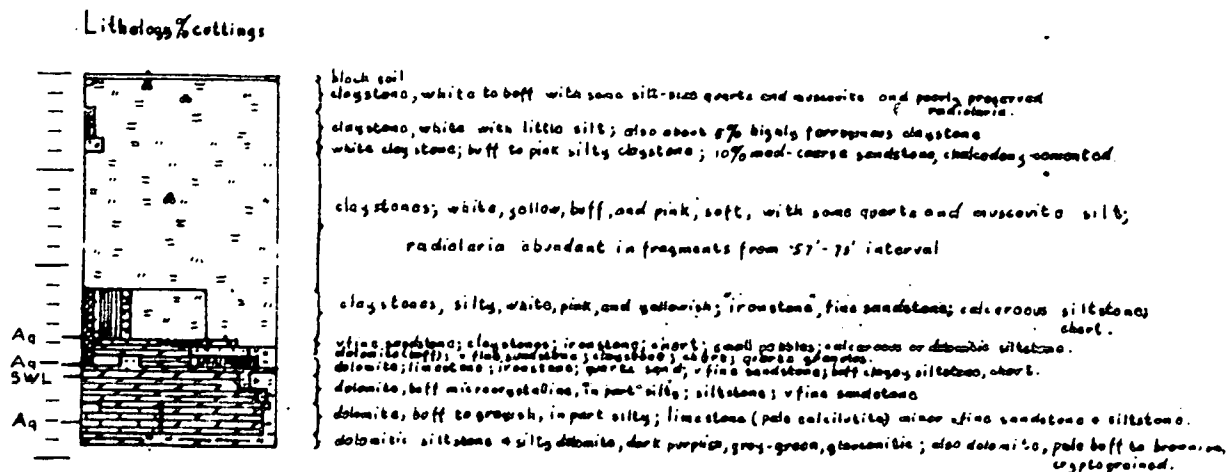 Lithology % cuttings
black soil
claystone, white to buff with some silt-size quartz and muscovite and poorly preserved
radiolaria.
claystone, white with little silt; also about 5% highly ferruginous claystone
white claystone; buff to pink silty claystone; 10% med-coarse sandstone, chalcedony-cemented.
claystones; white, yellow, buff, and pink, soft, with some quartz and muscovite silt;
radiolaria abundant in fragments from 57'-75' interval
claystones, silty, white, pink, and yellowish; "ironstone", fine sandstone; calcareous siltstone;
chert.
Aq
v fine sandstone; claystones; ironstone; chert; small pebbles; calcareous or dolomitic siltstone.
Aq
dolomite (buff); v fine sandstone; claystone; chert; quartz
SWL
dolomite; limestone; ironstone; quartz sand; v fine sandstone; buff clayey siltstone, chert.
dolomite, buff microcrystalline, in part silty; siltstone; v fine sandstone
Aq
dolomite, buff to greyish, in part silty; limestone (pale calcilutite) minor v fine sandstone & siltstone.
dolomitic siltstone & silty dolomite, dark purplish, grey-green, glauconitic; also dolomite, pale buff to brownish,
cryptograined.